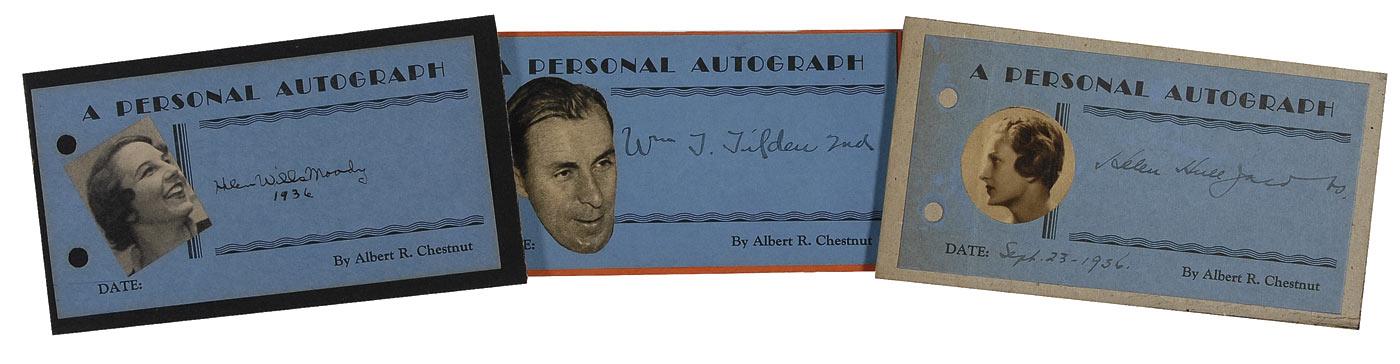 A PERSONAL AUTOGRAPH
Helen Wills Moody
1936
By Albert R. Chestnut
DATE:
A PERSONAL AUTOGRAPH
Wm T. Tilden 2nd
E:
By Albert R. Chestnut
A PERSONAL AUTOGRAPH
Helen Hull Jacobs.
DATE: Sept. 23-1936.
By Albert R. Chestnut